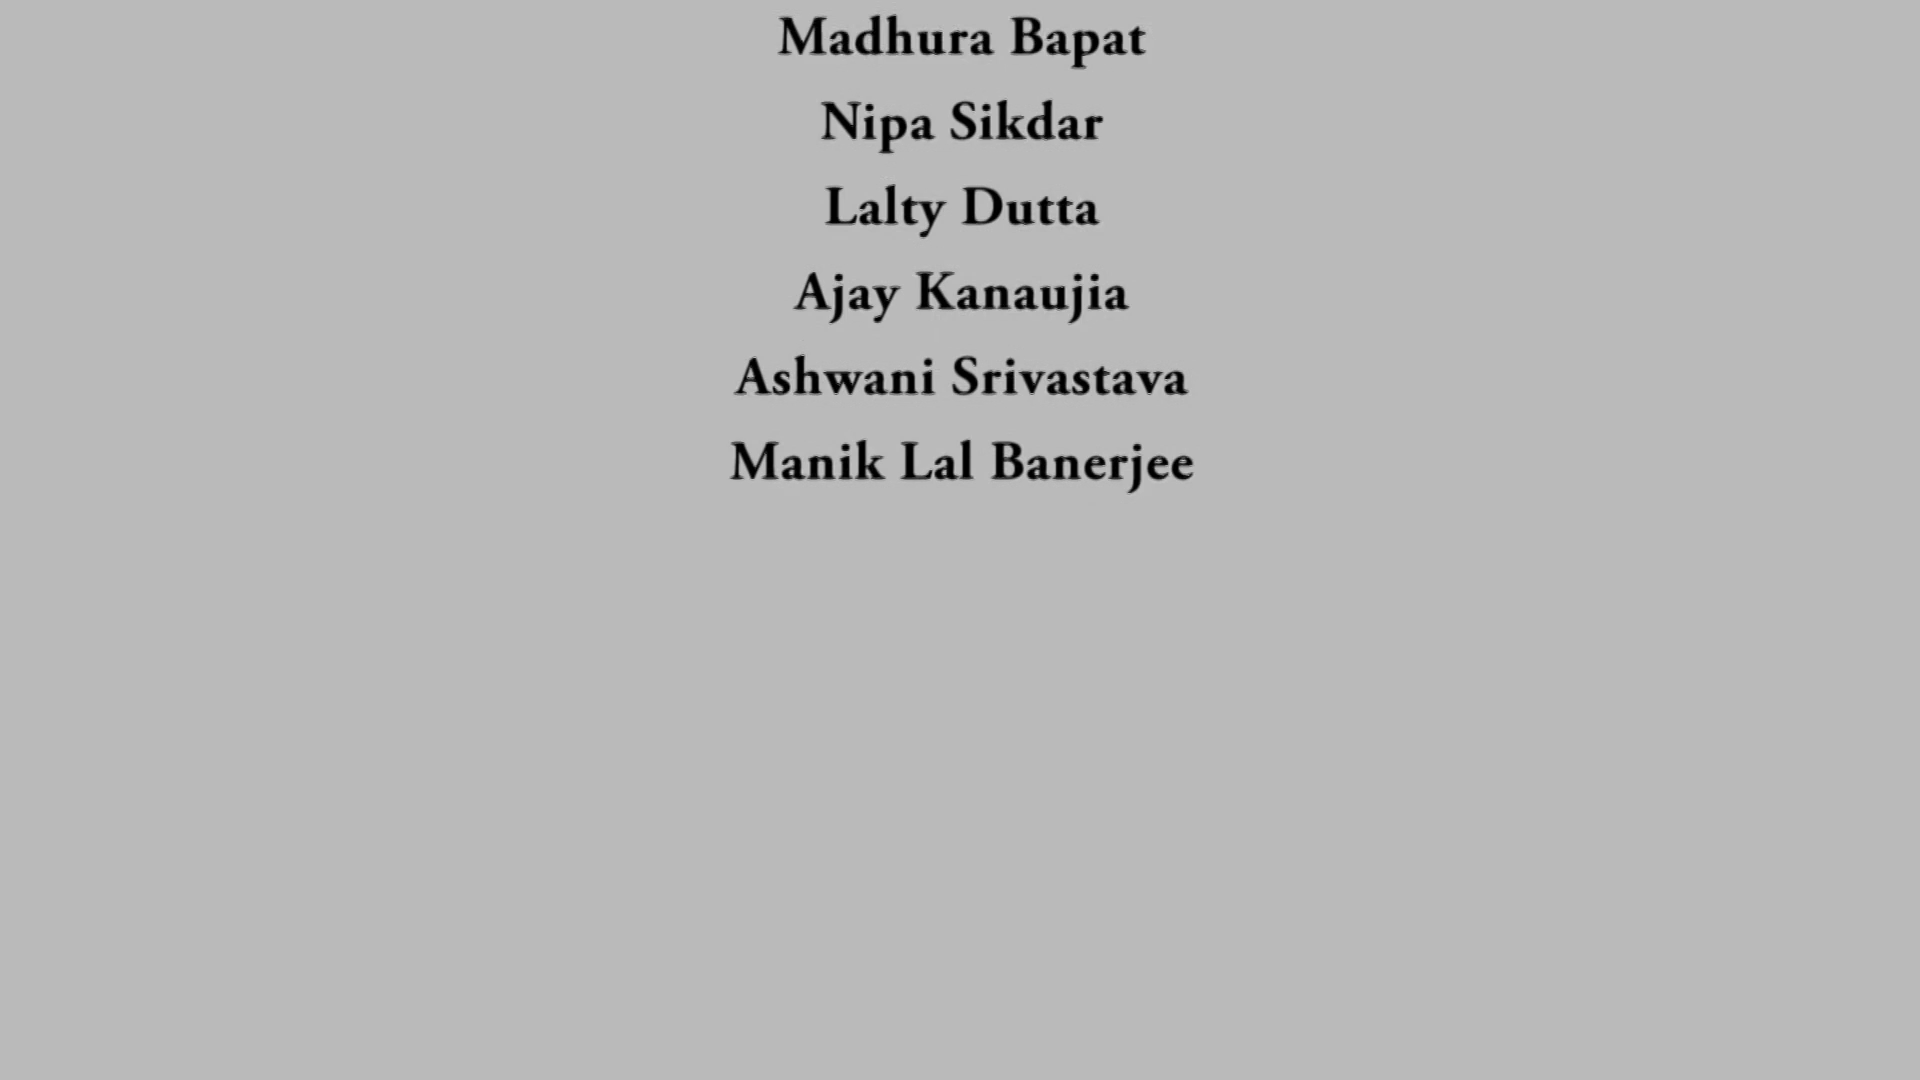 Madhura Bapat
Nipa Sikdar
Lalty Dutta
Ajay Kanaujia
Ashwani Srivastava
Manik Lal Banerjee